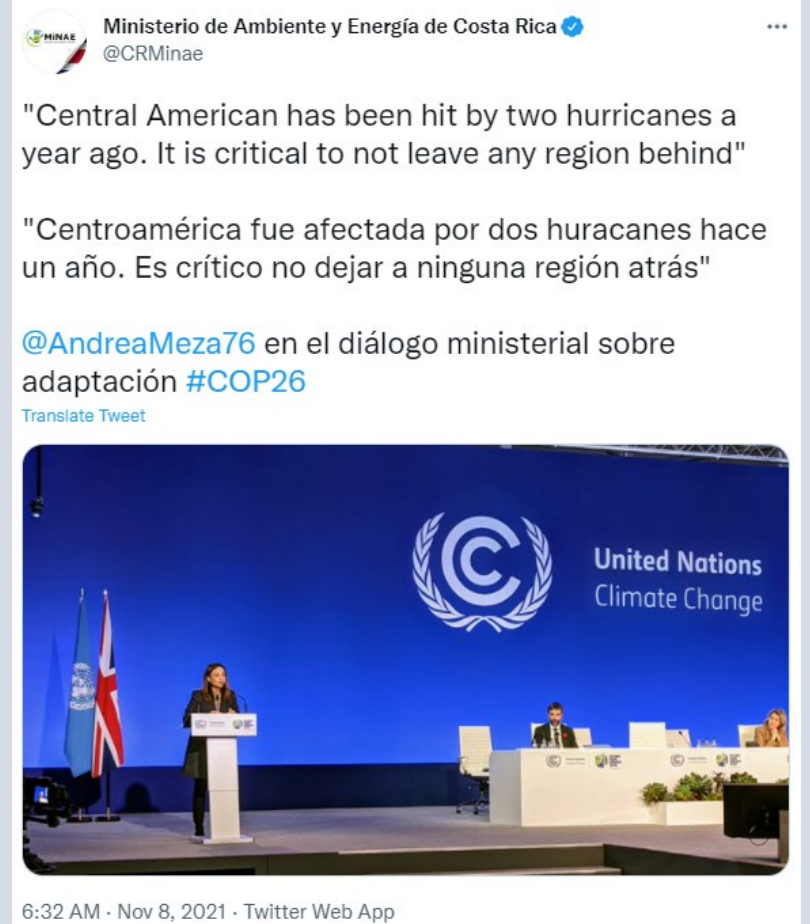 MINAE
Ministerio de Ambiente y Energía de Costa Rica
@CRMinae
"Central American has been hit by two hurricanes a
year ago. It is critical to not leave any region behind"
"Centroamérica fue afectada por dos huracanes hace
un año. Es crítico no dejar a ninguna región atrás"
@AndreaMeza76 en el diálogo ministerial sobre
adaptación #COP26
Translate Tweet
United Nations
Climate Change
6:32 AM · Nov 8, 2021 · Twitter Web App